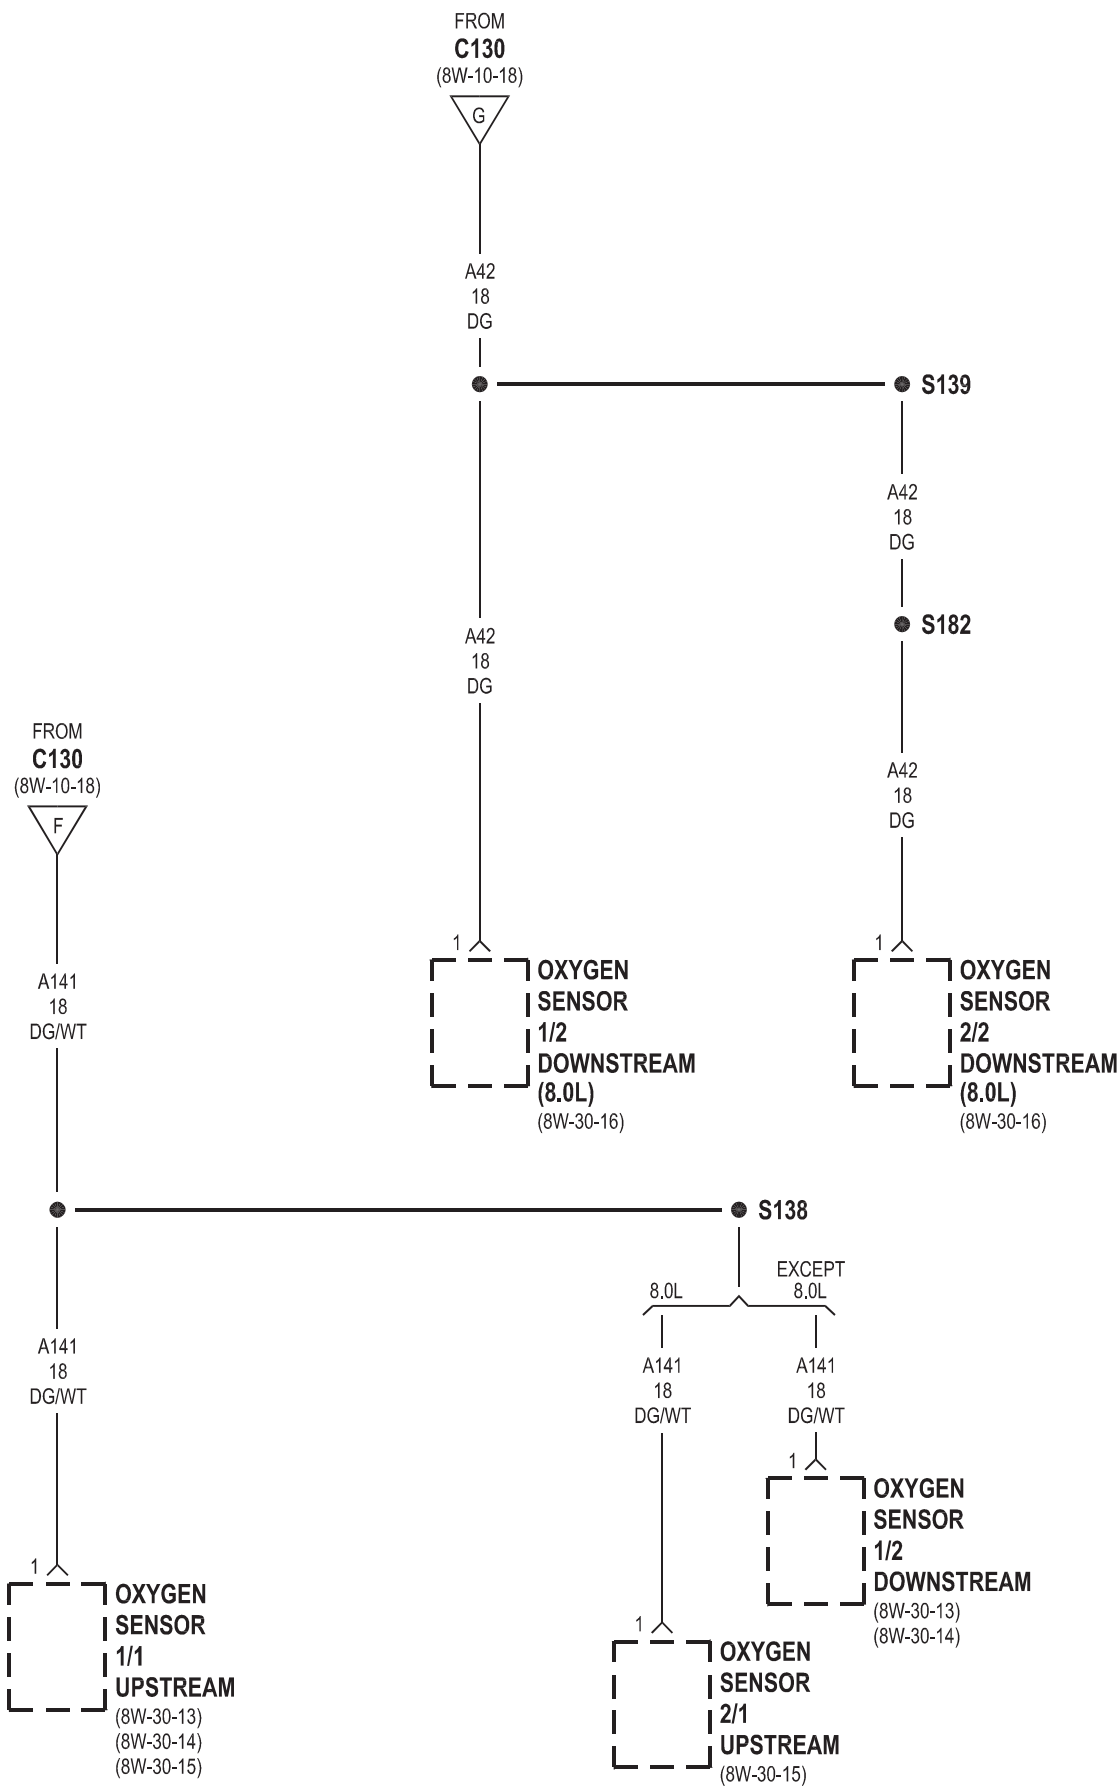 FROM
C130
(8W-10-18)
G
A42
18
DG
S139
A42
18
DG
S182
A42
18
DG
A42
18
DG
1
OXYGEN
SENSOR
1/2
DOWNSTREAM
(8.0L)
(8W-30-16)
1
OXYGEN
SENSOR
2/2
DOWNSTREAM
(8.0L)
(8W-30-16)
FROM
C130
(8W-10-18)
F
A141
18
DG/WT
S138
A141
18
DG/WT
1
OXYGEN
SENSOR
1/1
UPSTREAM
(8W-30-13)
(8W-30-14)
(8W-30-15)
8.0L
EXCEPT
8.0L
A141
18
DG/WT
A141
18
DG/WT
1
OXYGEN
SENSOR
2/1
UPSTREAM
(8W-30-15)
1
OXYGEN
SENSOR
1/2
DOWNSTREAM
(8W-30-13)
(8W-30-14)